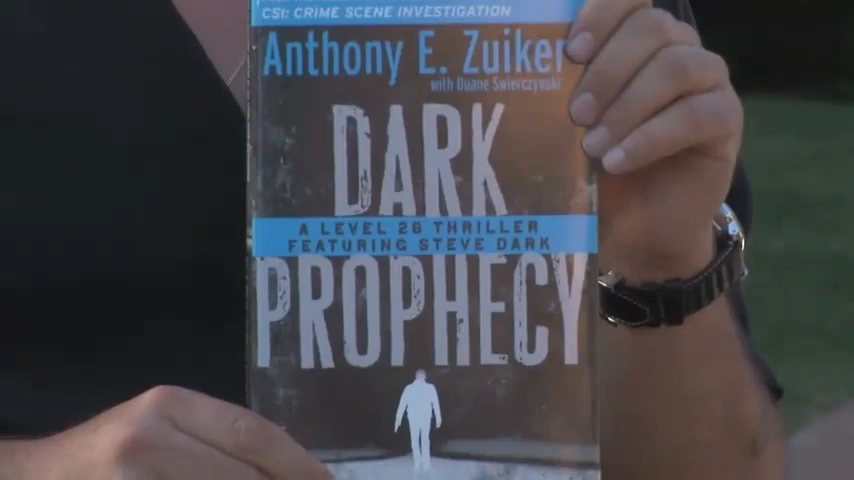 CSI: CRIME SCENE INVESTIGATION
Anthony E. Zuiker
with Duane Swierczynski
DARK
A LEVEL 26 THRILLER
FEATURING STEVE DARK
PROPHECY